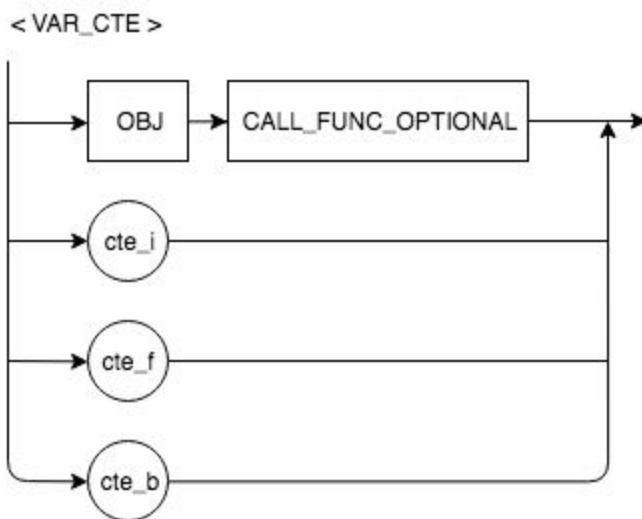 < VAR_CTE >
OBJ
CALL_FUNC_OPTIONAL
cte_i
cte_f
cte_b